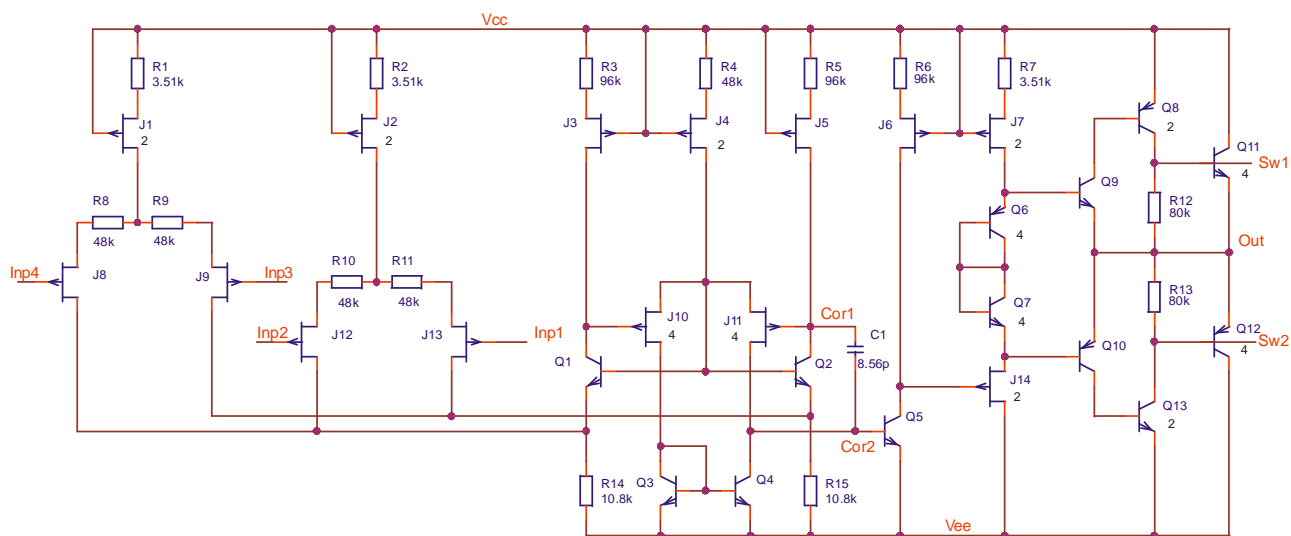 Vcc
R1
3.51k
R2
3.51k
R3
96k
R4
48k
R5
96k
R6
96k
R7
3.51k
J1
2
J2
2
J3
J4
2
J5
J6
J7
2
Q8
2
Q11
4
Sw1
Q9
R12
80k
Q6
4
R8
48k
R9
48k
Out
Inp4
J8
J9
Inp3
R10
48k
R11
48k
R13
80k
Q7
4
Inp2
J12
J13
Inp1
J10
4
J11
4
Cor1
C1
8.56p
Q12
4
Sw2
Q1
Q2
Q10
J14
2
Q5
Q13
2
Cor2
R14
10.8k
Q3
Q4
R15
10.8k
Vee